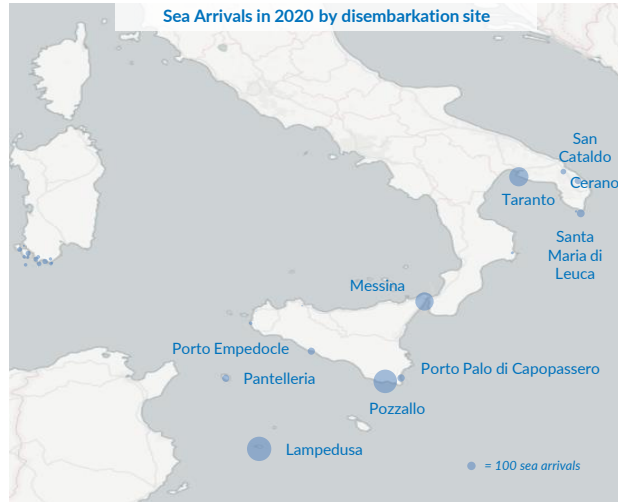 Sea Arrivals in 2020 by disembarkation site
San
Cataldo
Cerano
Taranto
Santa
Maria di
Leuca
Messina
Porto Empedocle
Porto Palo di Capopassero
Pantelleria
Pozzallo
Lampedusa
= 100 sea arrivals